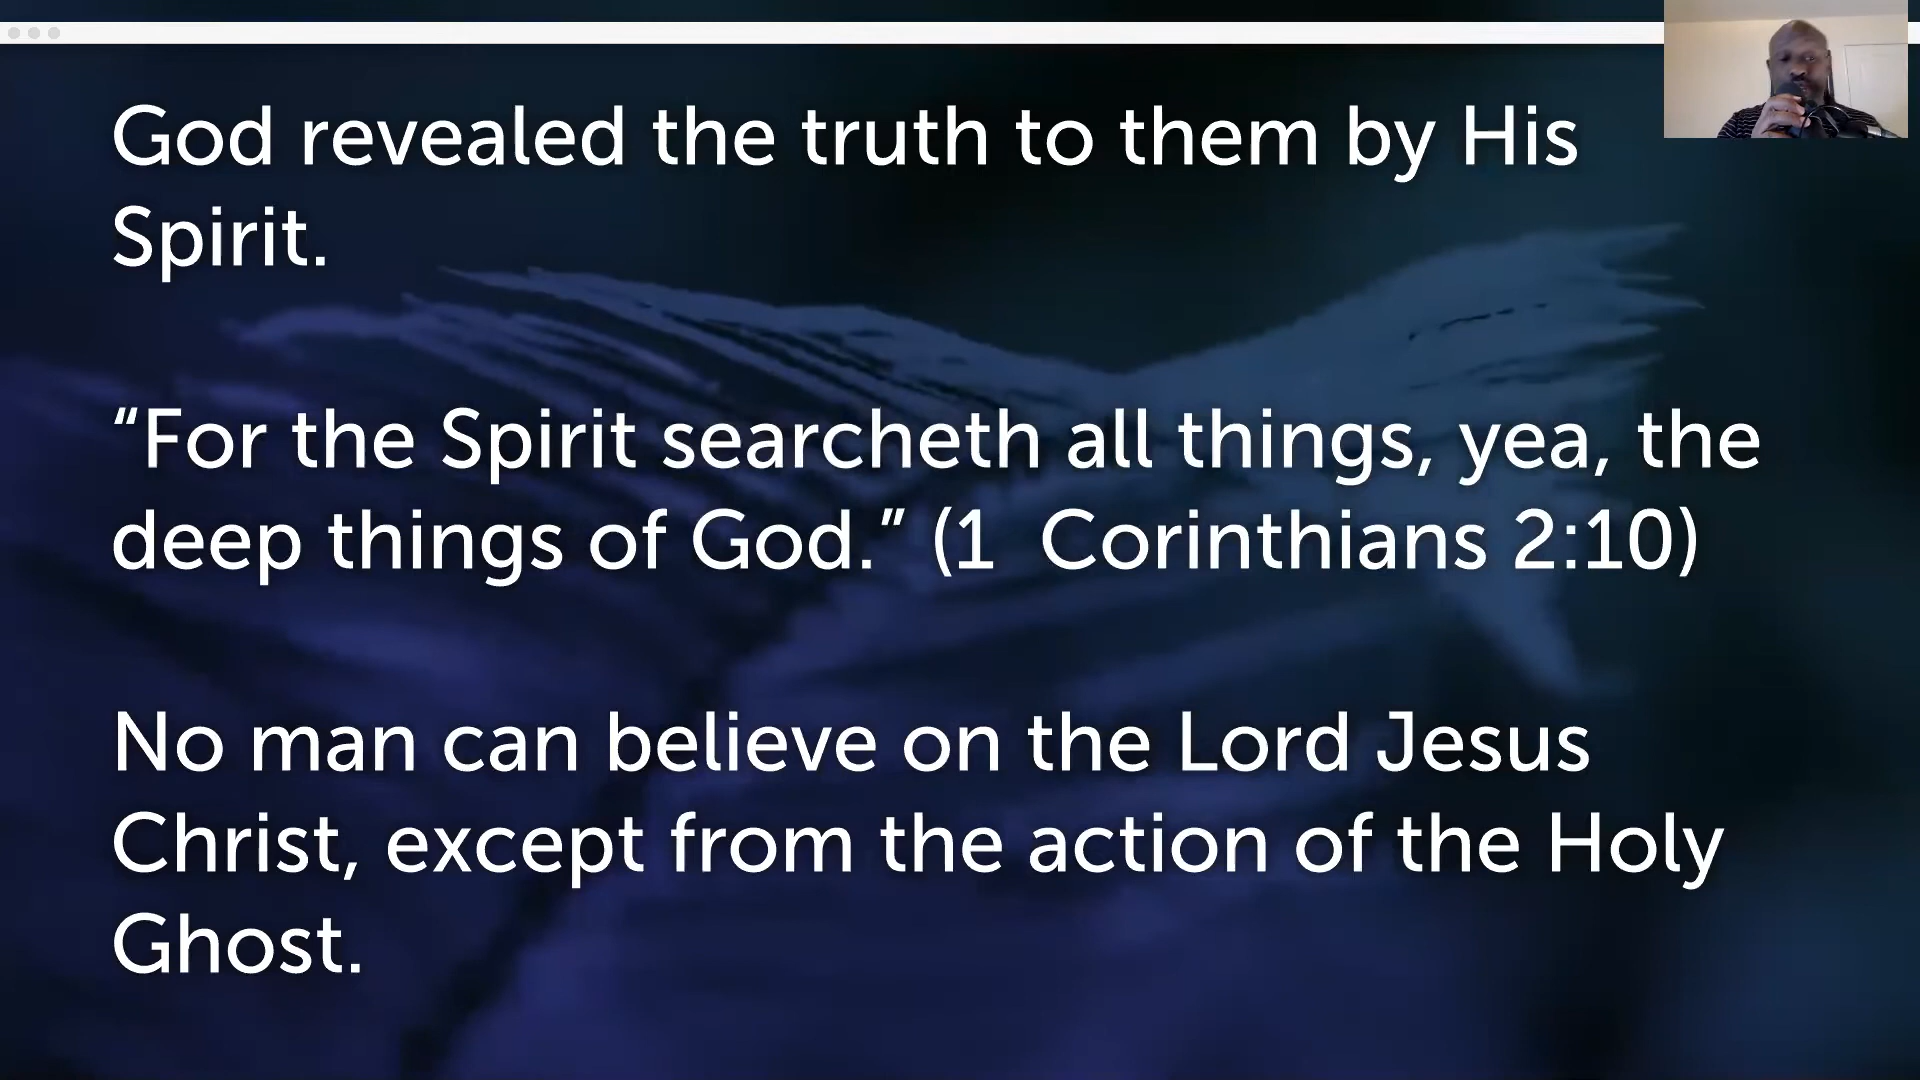 God revealed the truth to them by His
Spirit.
“For the Spirit searcheth all things, yea, the
deep things of God.” (1  Corinthians 2:10)
No man can believe on the Lord Jesus
Christ, except from the action of the Holy
Ghost.